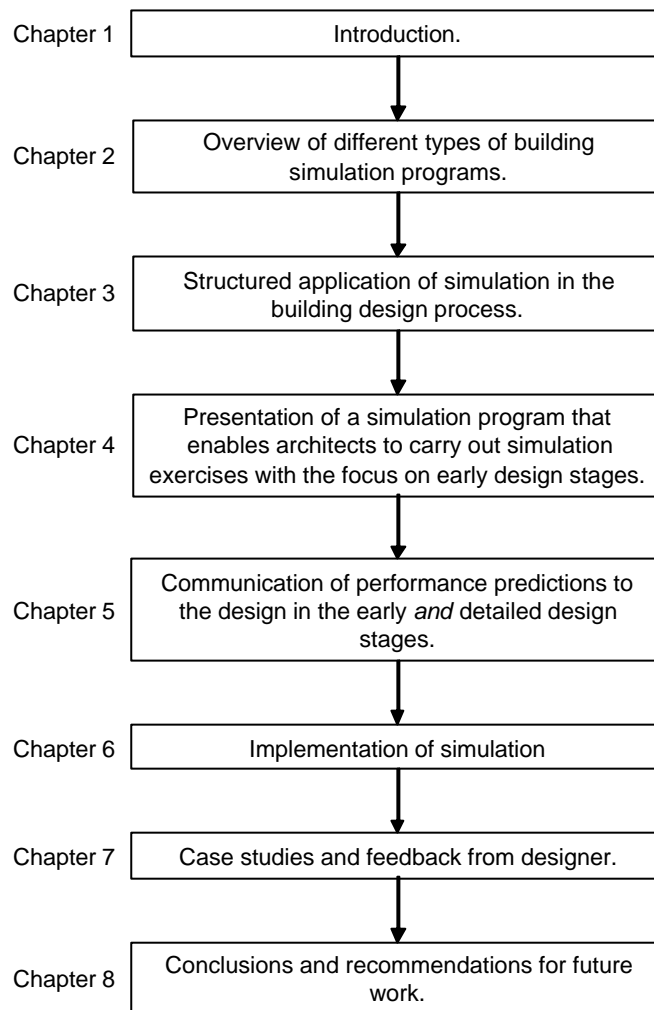 Chapter 1
Introduction.
Chapter 2
Overview of different types of building
simulation programs.
Chapter 3
Structured application of simulation in the
building design process.
Chapter 4
Presentation of a simulation program that
enables architects to carry out simulation
exercises with the focus on early design stages.
Chapter 5
Communication of performance predictions to
the design in the early and detailed design
stages.
Chapter 6
Implementation of simulation
Chapter 7
Case studies and feedback from designer.
Chapter 8
Conclusions and recommendations for future
work.